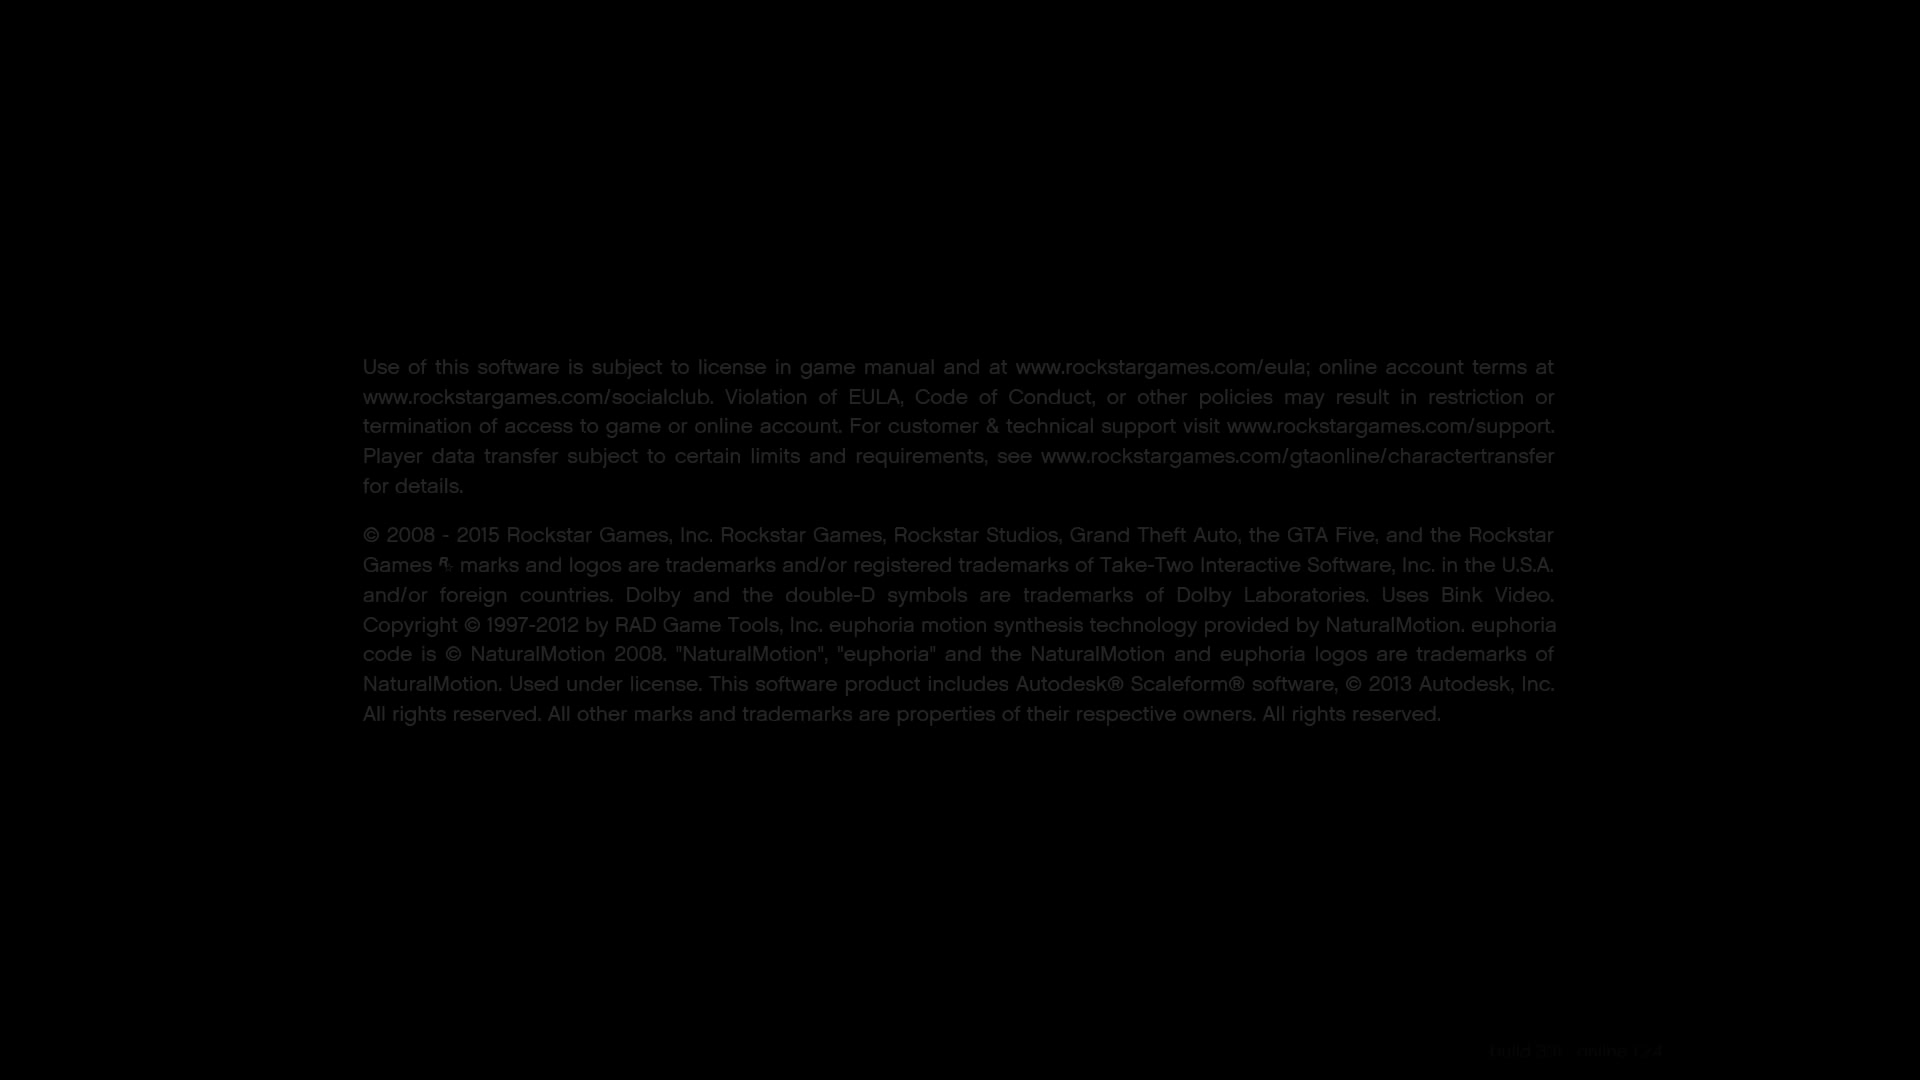 Use of this software is subject to license in game manual and at www.rockstargames.com/eula; online account terms at
www.rockstargames.com/socialclub. Violation of EULA, Code of Conduct, or other policies may result in restriction or
termination of access to game or online account. For customer & technical support visit www.rockstargames.com/support.
Player data transfer subject to certain limits and requirements, see www.rockstargames.com/gtaonline/charactertransfer
for details.
© 2008 - 2015 Rockstar Games, Inc. Rockstar Games, Rockstar Studios, Grand Theft Auto, the GTA Five, and the Rockstar
Games R marks and logos are trademarks and/or registered trademarks of Take-Two Interactive Software, Inc. in the U.S.A.
and/or foreign countries. Dolby and the double-D symbols are trademarks of Dolby Laboratories. Uses Bink Video.
Copyright © 1997-2012 by RAD Game Tools, Inc. euphoria motion synthesis technology provided by NaturalMotion. euphoria
code is © NaturalMotion 2008. "NaturalMotion", "euphoria" and the NaturalMotion and euphoria logos are trademarks of
NaturalMotion. Used under license. This software product includes Autodesk® Scaleform® software, © 2013 Autodesk, Inc.
All rights reserved. All other marks and trademarks are properties of their respective owners. All rights reserved.